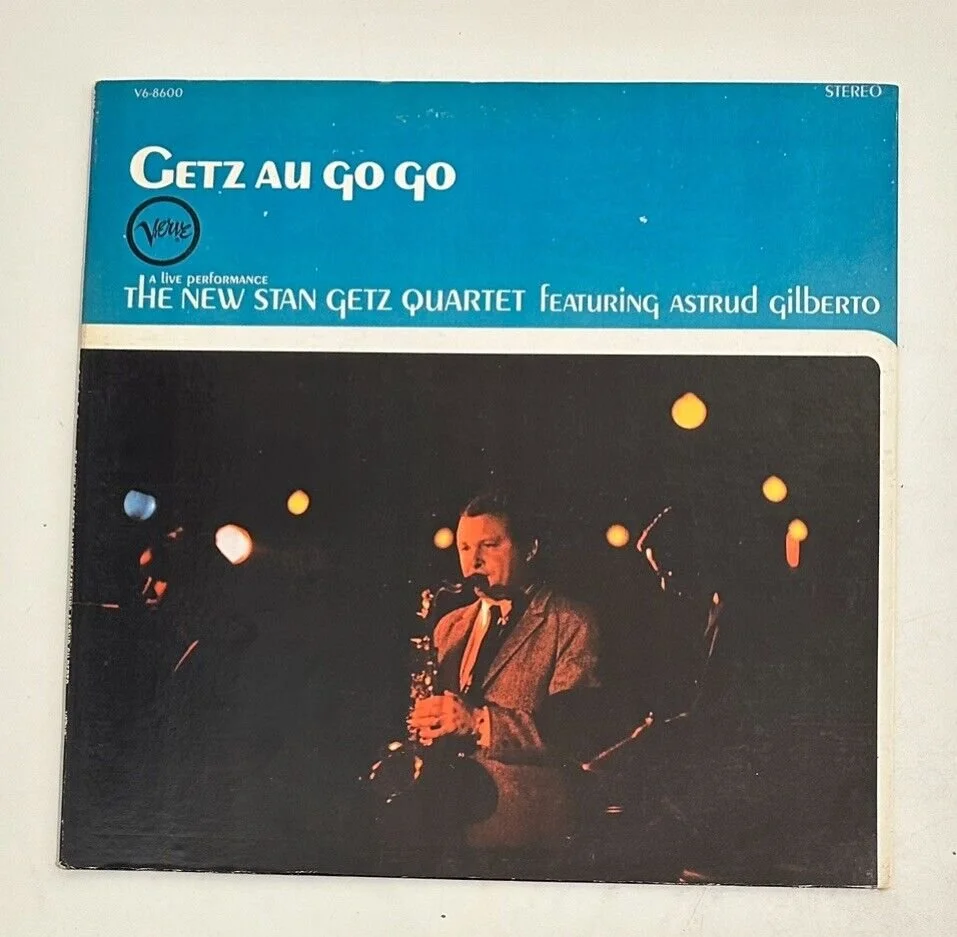 V6-8600
STEREO
GETZ AU GO GO
Verve
A LIVE PERFORMANCE
THE NEW STAN GETZ QUARTET FEATURING ASTRUD GILBERTO